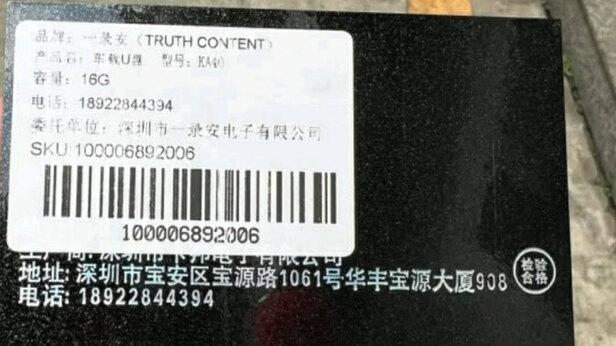 品牌: 一录安 (TRUTH CONTENT)
产品名: 车载U盘 型号: KA40
容量: 16G
电话: 18922844394
委托单位: 深圳市一录安电子有限公司
SKU:100006892006
100006892006
地址: 深圳市宝安区宝源路1061号华丰宝源大厦908
电话: 18922844394
检验合格